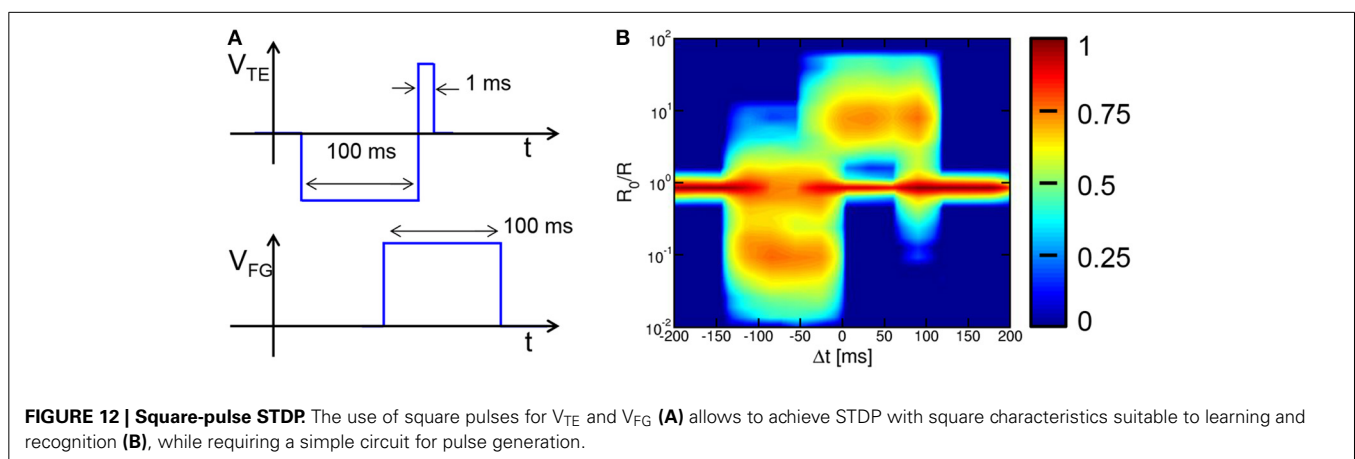 A
V_TE
1 ms
100 ms
t
V_FG
100 ms
t
B
10^2
10^1
10^0
10^-1
10^-2
R_0/R
-200 -150 -100 -50 0 50 100 150 200
Δt [ms]
1
0.75
0.5
0.25
0
FIGURE 12 | Square-pulse STDP. The use of square pulses for V_TE and V_FG (A) allows to achieve STDP with square characteristics suitable to learning and
recognition (B), while requiring a simple circuit for pulse generation.